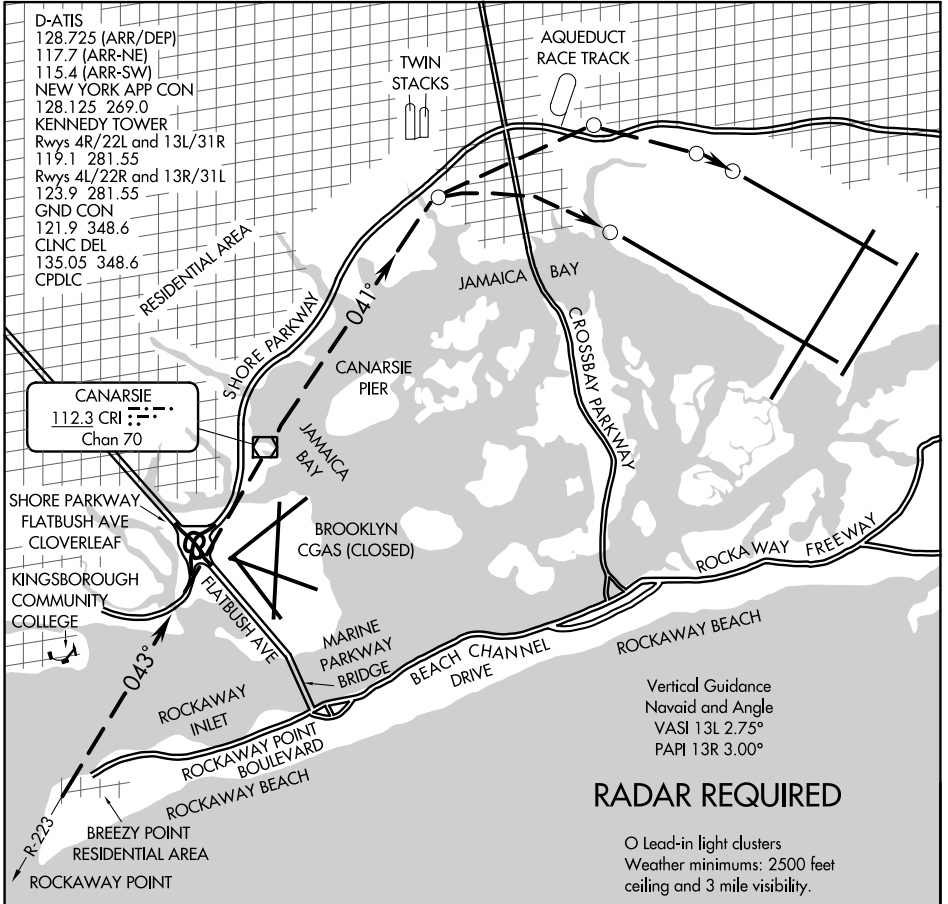 D-ATIS
128.725 (ARR/DEP)
117.7 (ARR-NE)
115.4 (ARR-SW)
NEW YORK APP CON
128.125 269.0
KENNEDY TOWER
Rwys 4R/22L and 13L/31R
119.1 281.55
Rwys 4L/22R and 13R/31L
123.9 281.55
GND CON
121.9 348.6
CLNC DEL
135.05 348.6
CPDLC
TWIN
STACKS
AQUEDUCT
RACE TRACK
RESIDENTIAL AREA
SHORE PARKWAY
041°
JAMAICA BAY
CROSSBAY PARKWAY
CANARSIE
PIER
CANARSIE
112.3 CRI
Chan 70
JAMAICA
BAY
SHORE PARKWAY
FLATBUSH AVE
CLOVERLEAF
BROOKLYN
CGAS (CLOSED)
KINGSBOROUGH
COMMUNITY
COLLEGE
FLATBUSH AVE
043°
MARINE
PARKWAY
BRIDGE
BEACH CHANNEL
DRIVE
ROCKAWAY FREEWAY
ROCKAWAY BEACH
ROCKAWAY
INLET
ROCKAWAY POINT
BOULEVARD
ROCKAWAY BEACH
R-223
BREEZY POINT
RESIDENTIAL AREA
ROCKAWAY POINT
Vertical Guidance
Navaid and Angle
VASI 13L 2.75°
PAPI 13R 3.00°
RADAR REQUIRED
O Lead-in light clusters
Weather minimums: 2500 feet
ceiling and 3 mile visibility.